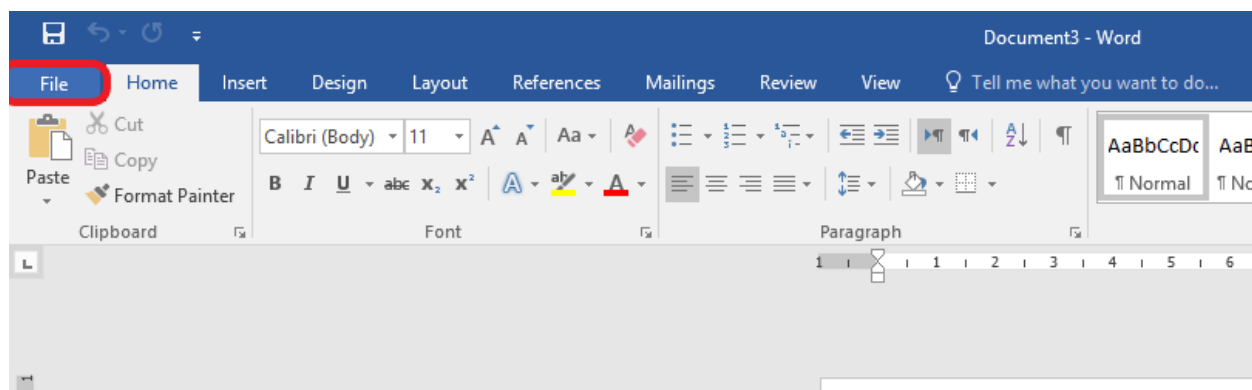 Document3 - Word
File Home Insert Design Layout References Mailings Review View Tell me what you want to do...
Cut
Copy
Paste
Format Painter
Calibri (Body) 11 A A Aa
B I U abc X₂ X² A aby A
AaBbCcDc AaB
¶ Normal ¶ No
Clipboard Font Paragraph
L
1 1 2 3 4 5 6
1